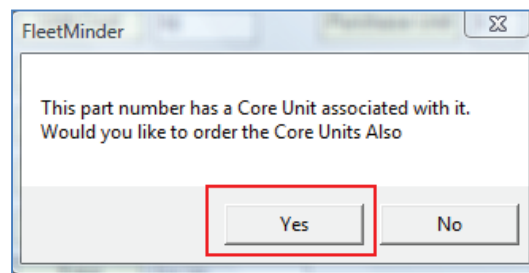 FleetMinder
This part number has a Core Unit associated with it.
Would you like to order the Core Units Also
Yes
No